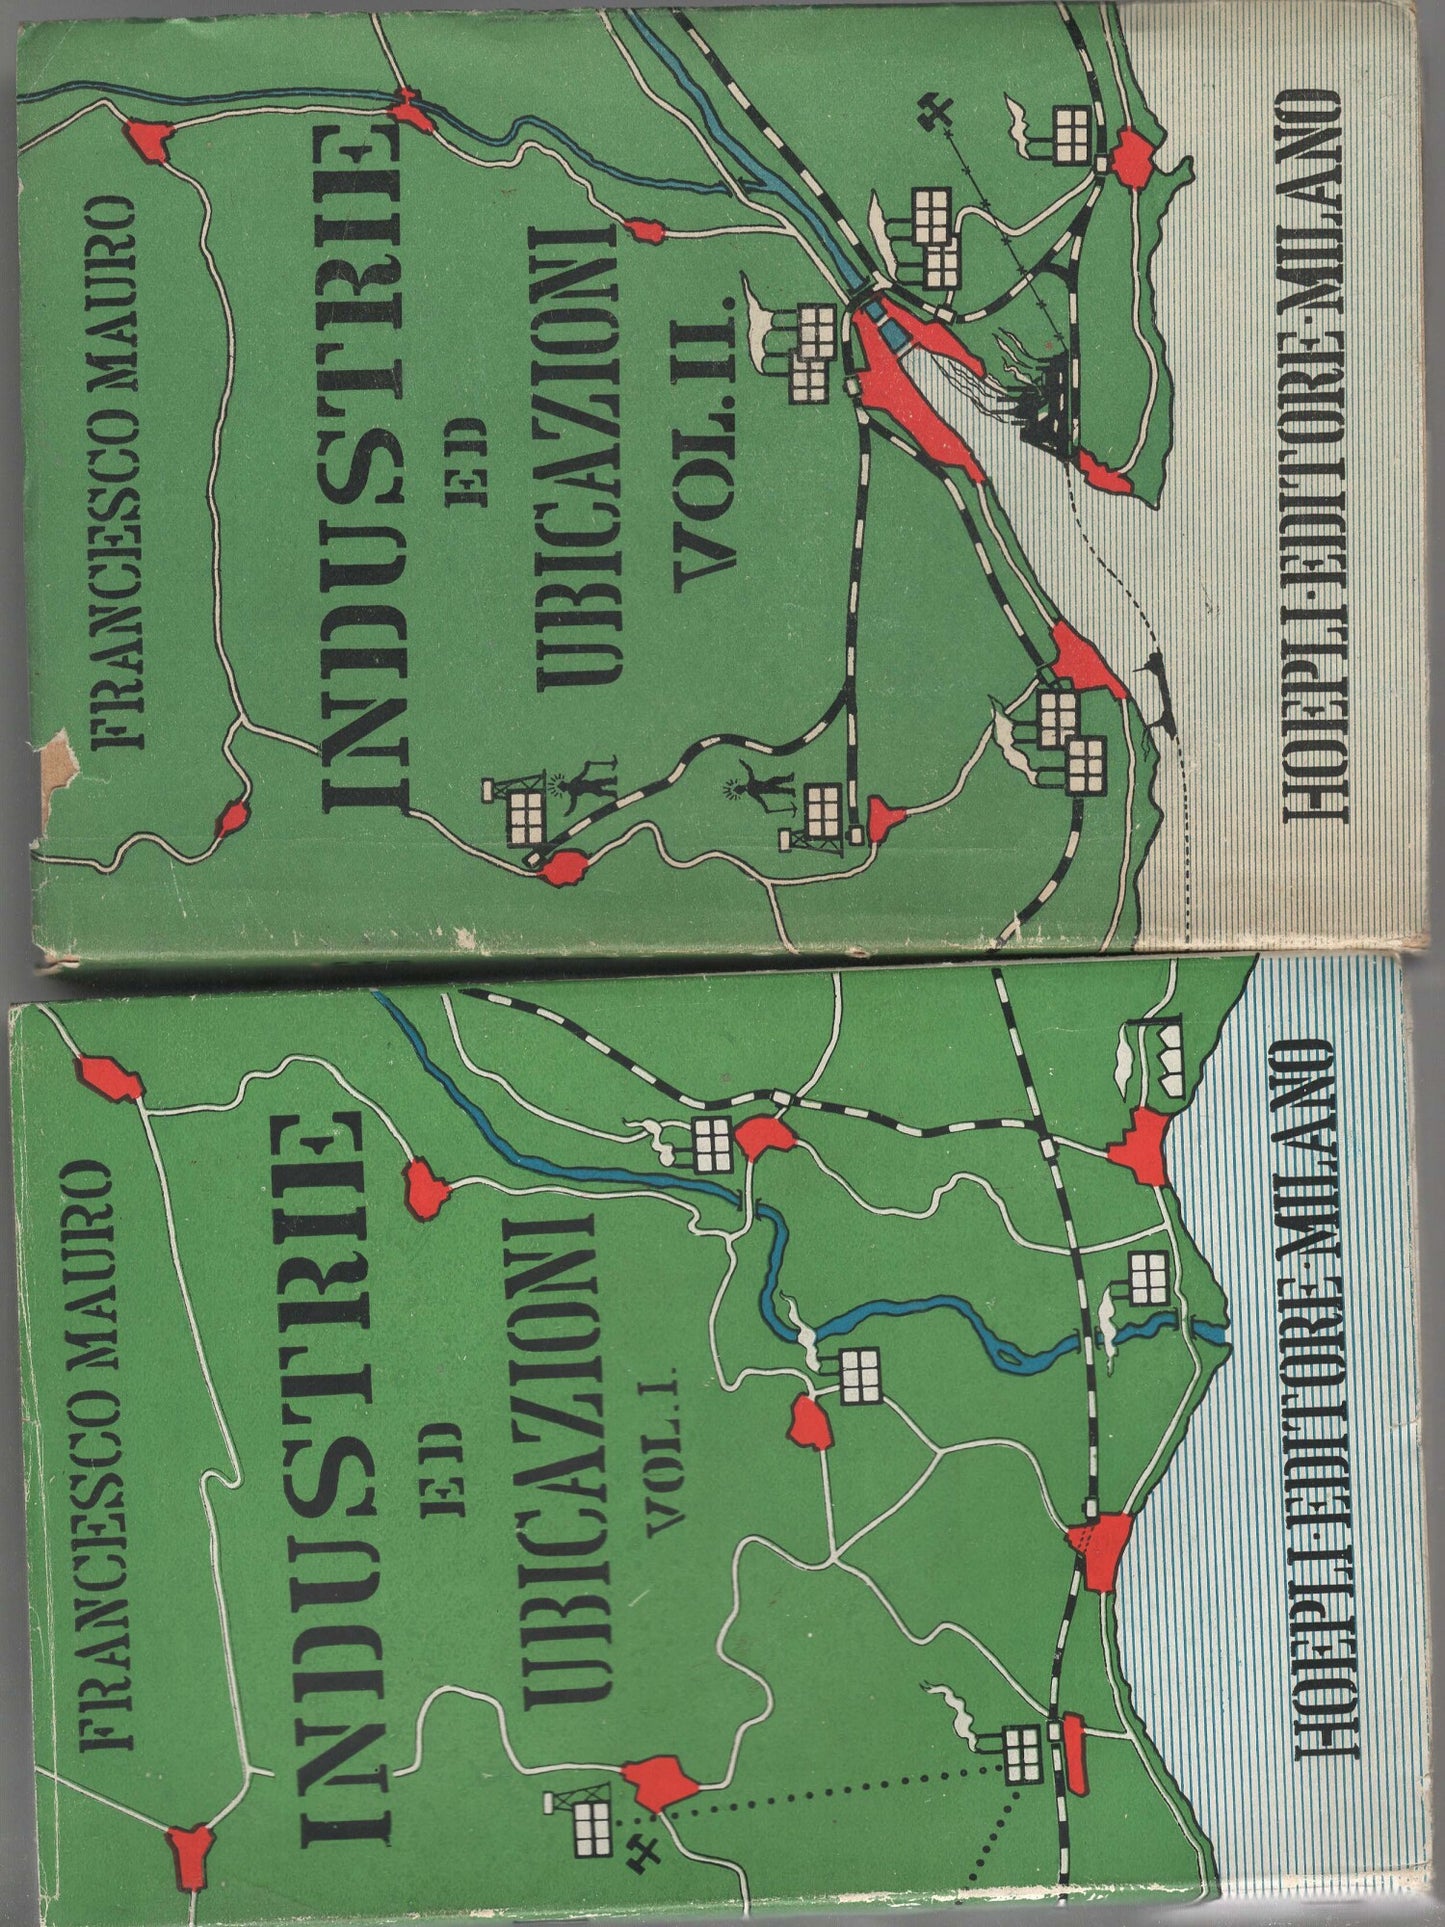 FRANCESCO MAURO
INDUSTRIE
ED
UBICAZIONI
VOL. II.
HOEPLI·EDITORE·MILANO
FRANCESCO MAURO
INDUSTRIE
ED
UBICAZIONI
VOL. I.
HOEPLI·EDITORE·MILANO